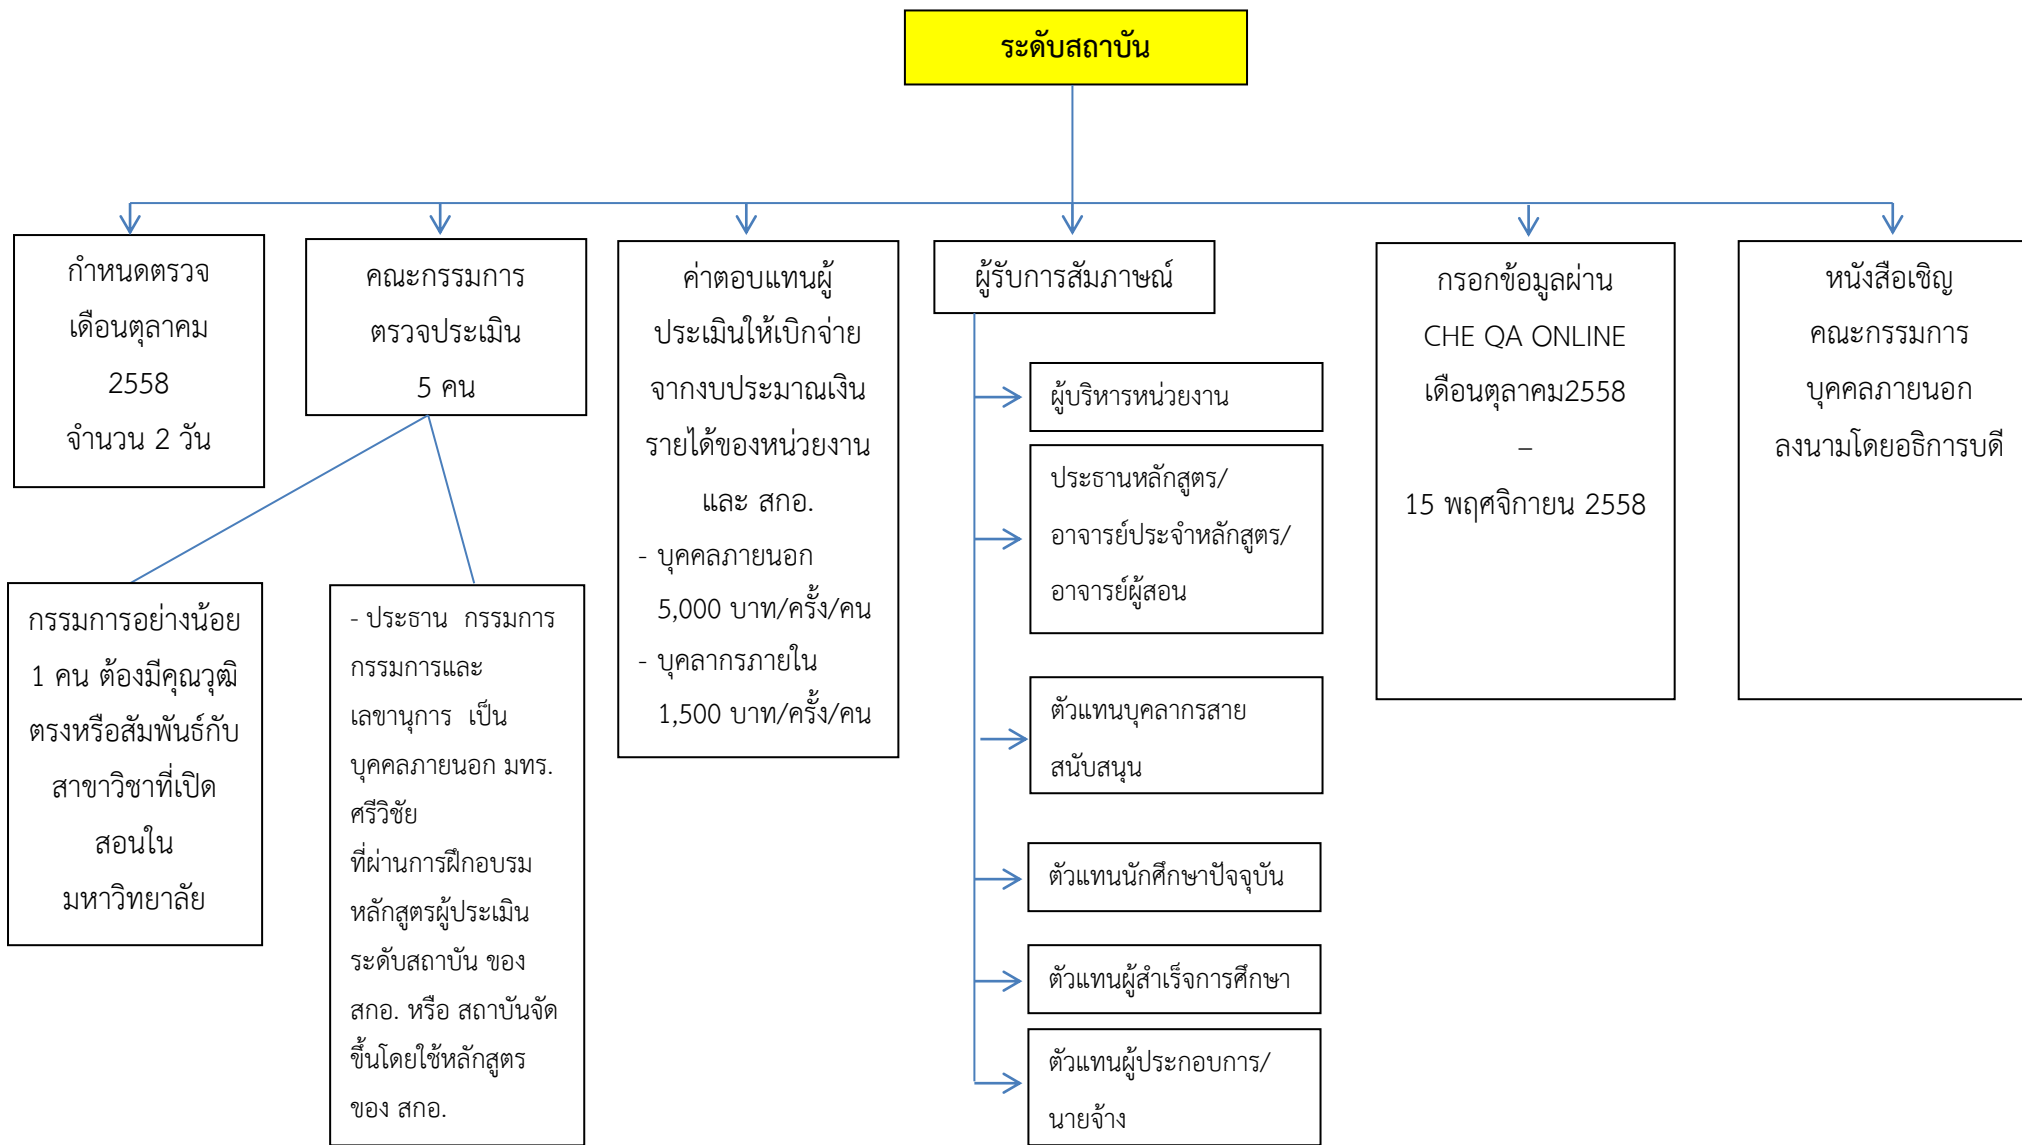 ระดับสถาบัน
กำหนดตรวจ
เดือนตุลาคม
2558
จำนวน 2 วัน
คณะกรรมการ
ตรวจประเมิน
5 คน
กรรมการอย่างน้อย
1 คน ต้องมีคุณวุฒิ
ตรงหรือสัมพันธ์กับ
สาขาวิชาที่เปิด
สอนใน
มหาวิทยาลัย
- ประธาน กรรมการ
กรรมการและ
เลขานุการ เป็น
บุคคลภายนอก มทร.
ศรีวิชัย
ที่ผ่านการฝึกอบรม
หลักสูตรผู้ประเมิน
ระดับสถาบัน ของ
สกอ. หรือ สถาบันจัด
ขึ้นโดยใช้หลักสูตร
ของ สกอ.
ค่าตอบแทนผู้
ประเมินให้เบิกจ่าย
จากงบประมาณเงิน
รายได้ของหน่วยงาน
และ สกอ.
- บุคคลภายนอก
5,000 บาท/ครั้ง/คน
- บุคลากรภายใน
1,500 บาท/ครั้ง/คน
ผู้รับการสัมภาษณ์
ผู้บริหารหน่วยงาน
ประธานหลักสูตร/
อาจารย์ประจำหลักสูตร/
อาจารย์ผู้สอน
ตัวแทนบุคลากรสาย
สนับสนุน
ตัวแทนนักศึกษาปัจจุบัน
ตัวแทนผู้สำเร็จการศึกษา
ตัวแทนผู้ประกอบการ/
นายจ้าง
กรอกข้อมูลผ่าน
CHE QA ONLINE
เดือนตุลาคม2558
–
15 พฤศจิกายน 2558
หนังสือเชิญ
คณะกรรมการ
บุคคลภายนอก
ลงนามโดยอธิการบดี